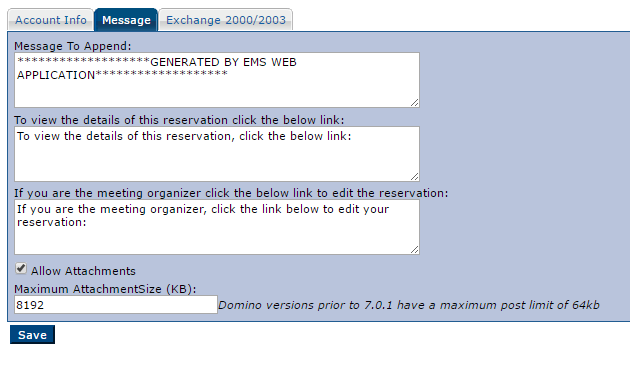 Account Info Message Exchange 2000/2003
Message To Append:
*******************GENERATED BY EMS WEB
APPLICATION*******************
To view the details of this reservation click the below link:
To view the details of this reservation, click the below link:
If you are the meeting organizer click the below link to edit the reservation:
If you are the meeting organizer, click the link below to edit your
reservation:
Allow Attachments
Maximum AttachmentSize (KB):
8192 Domino versions prior to 7.0.1 have a maximum post limit of 64kb
Save